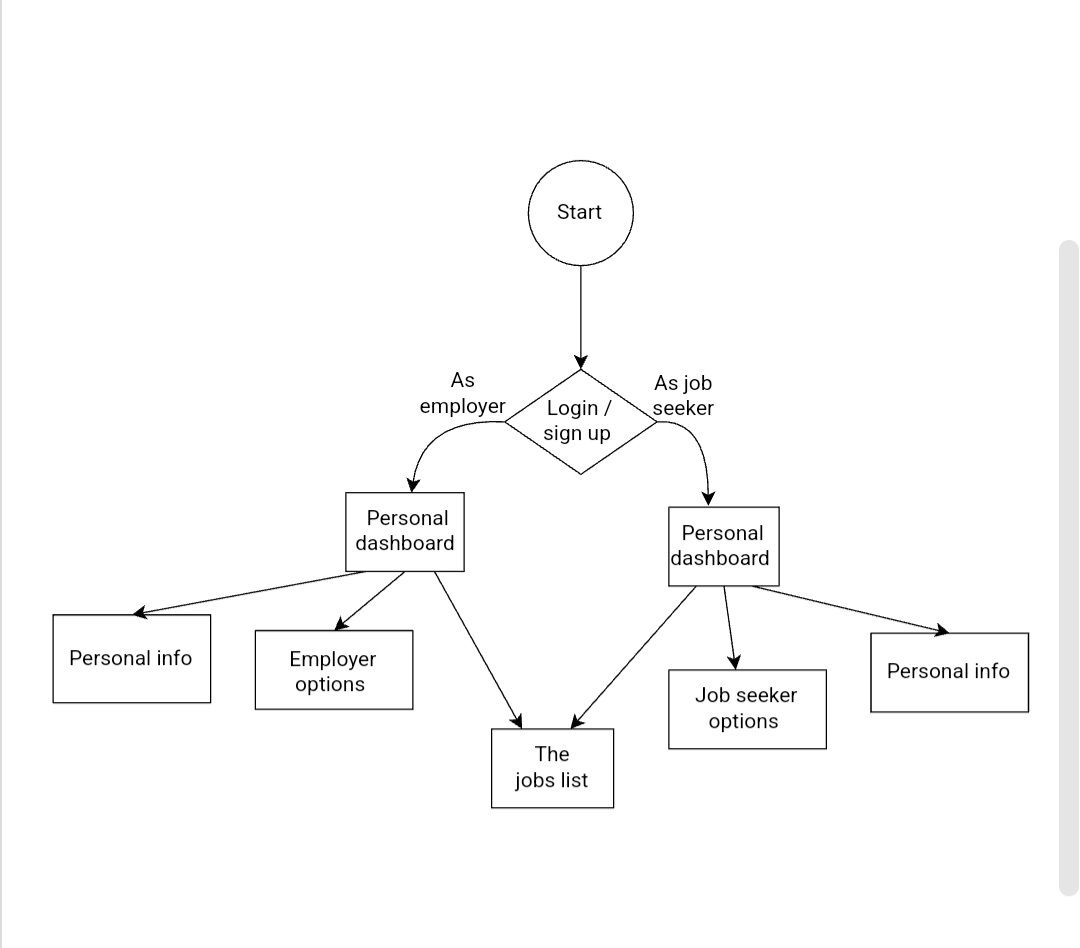 Start
As
employer
Login /
sign up
As job
seeker
Personal
dashboard
Personal
dashboard
Personal info
Employer
options
The
jobs list
Job seeker
options
Personal info